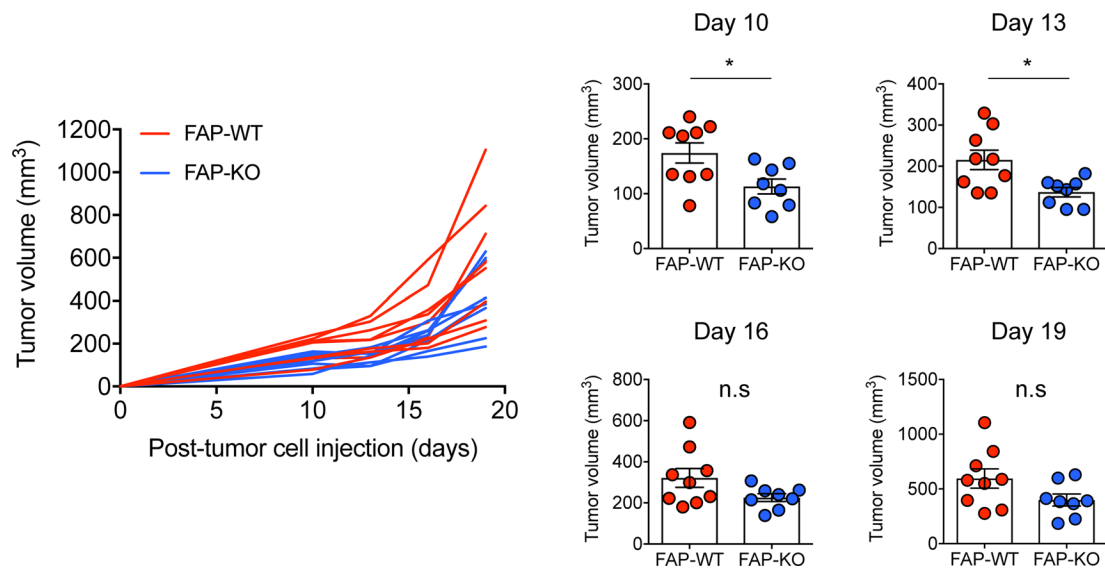 FAP-WT
FAP-KO
Tumor volume (mm3)
1200
1000
800
600
400
200
0
0 5 10 15 20
Post-tumor cell injection (days)
Day 10
*
Tumor volume (mm3)
300
200
100
0
FAP-WT FAP-KO
Day 13
*
Tumor volume (mm3)
400
300
200
100
0
FAP-WT FAP-KO
Day 16
n.s
Tumor volume (mm3)
800
600
400
200
0
FAP-WT FAP-KO
Day 19
n.s
Tumor volume (mm3)
1500
1000
500
0
FAP-WT FAP-KO